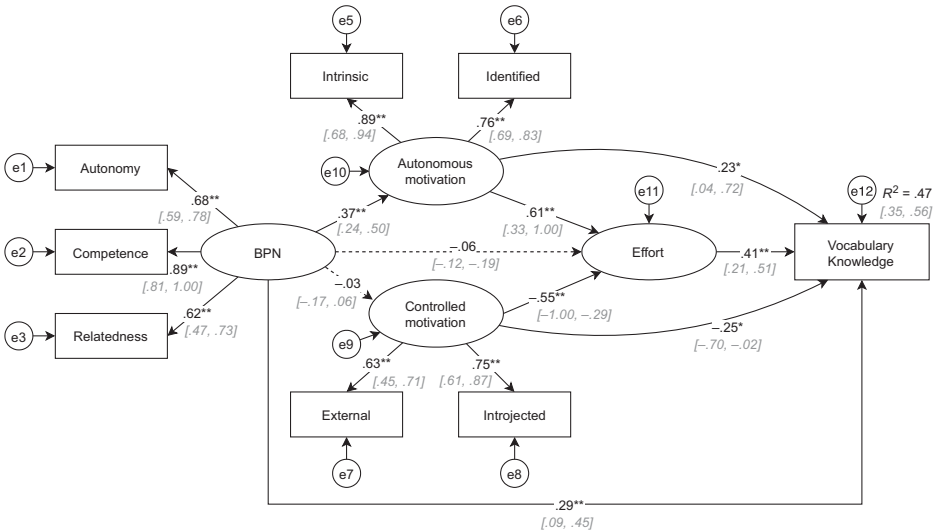 e5
e6
Intrinsic
Identified
.89**
[.68, .94]
.76**
[.69, .83]
e1
Autonomy
e10
Autonomous
motivation
.23*
[.04, .72]
e11
e12
R² = .47
[.35, .56]
.68**
[.59, .78]
.37**
[.24, .50]
.61**
[.33, 1.00]
e2
Competence
BPN
–.06
[–.12, –.19]
Effort
.41**
[.21, .51]
Vocabulary
Knowledge
.89**
[.81, 1.00]
–.03
[–.17, .06]
Controlled
motivation
–.55**
[–1.00, –.29]
e3
Relatedness
.62**
[.47, .73]
–.25*
[–.70, –.02]
e9
.63**
[.45, .71]
.75**
[.61, .87]
External
Introjected
e7
e8
.29**
[.09, .45]